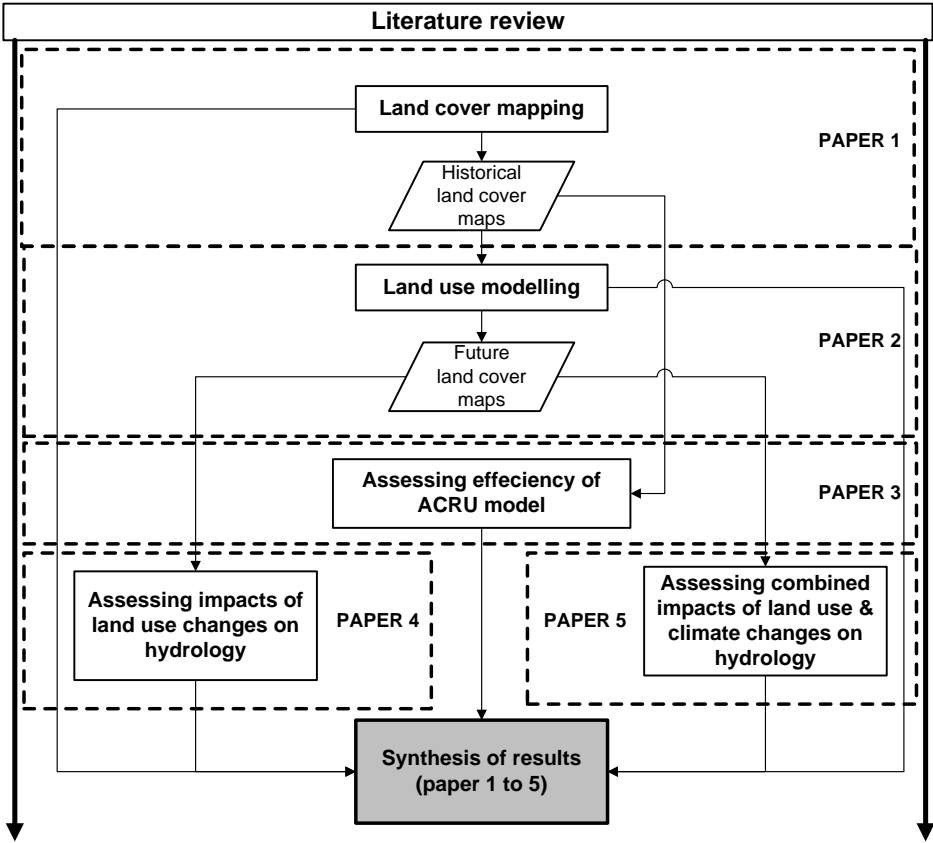 Literature review
Land cover mapping
PAPER 1
Historical
land cover
maps
Land use modelling
PAPER 2
Future
land cover
maps
Assessing effeciency of
ACRU model
PAPER 3
Assessing impacts of
land use changes on
hydrology
PAPER 4
PAPER 5
Assessing combined
impacts of land use &
climate changes on
hydrology
Synthesis of results
(paper 1 to 5)